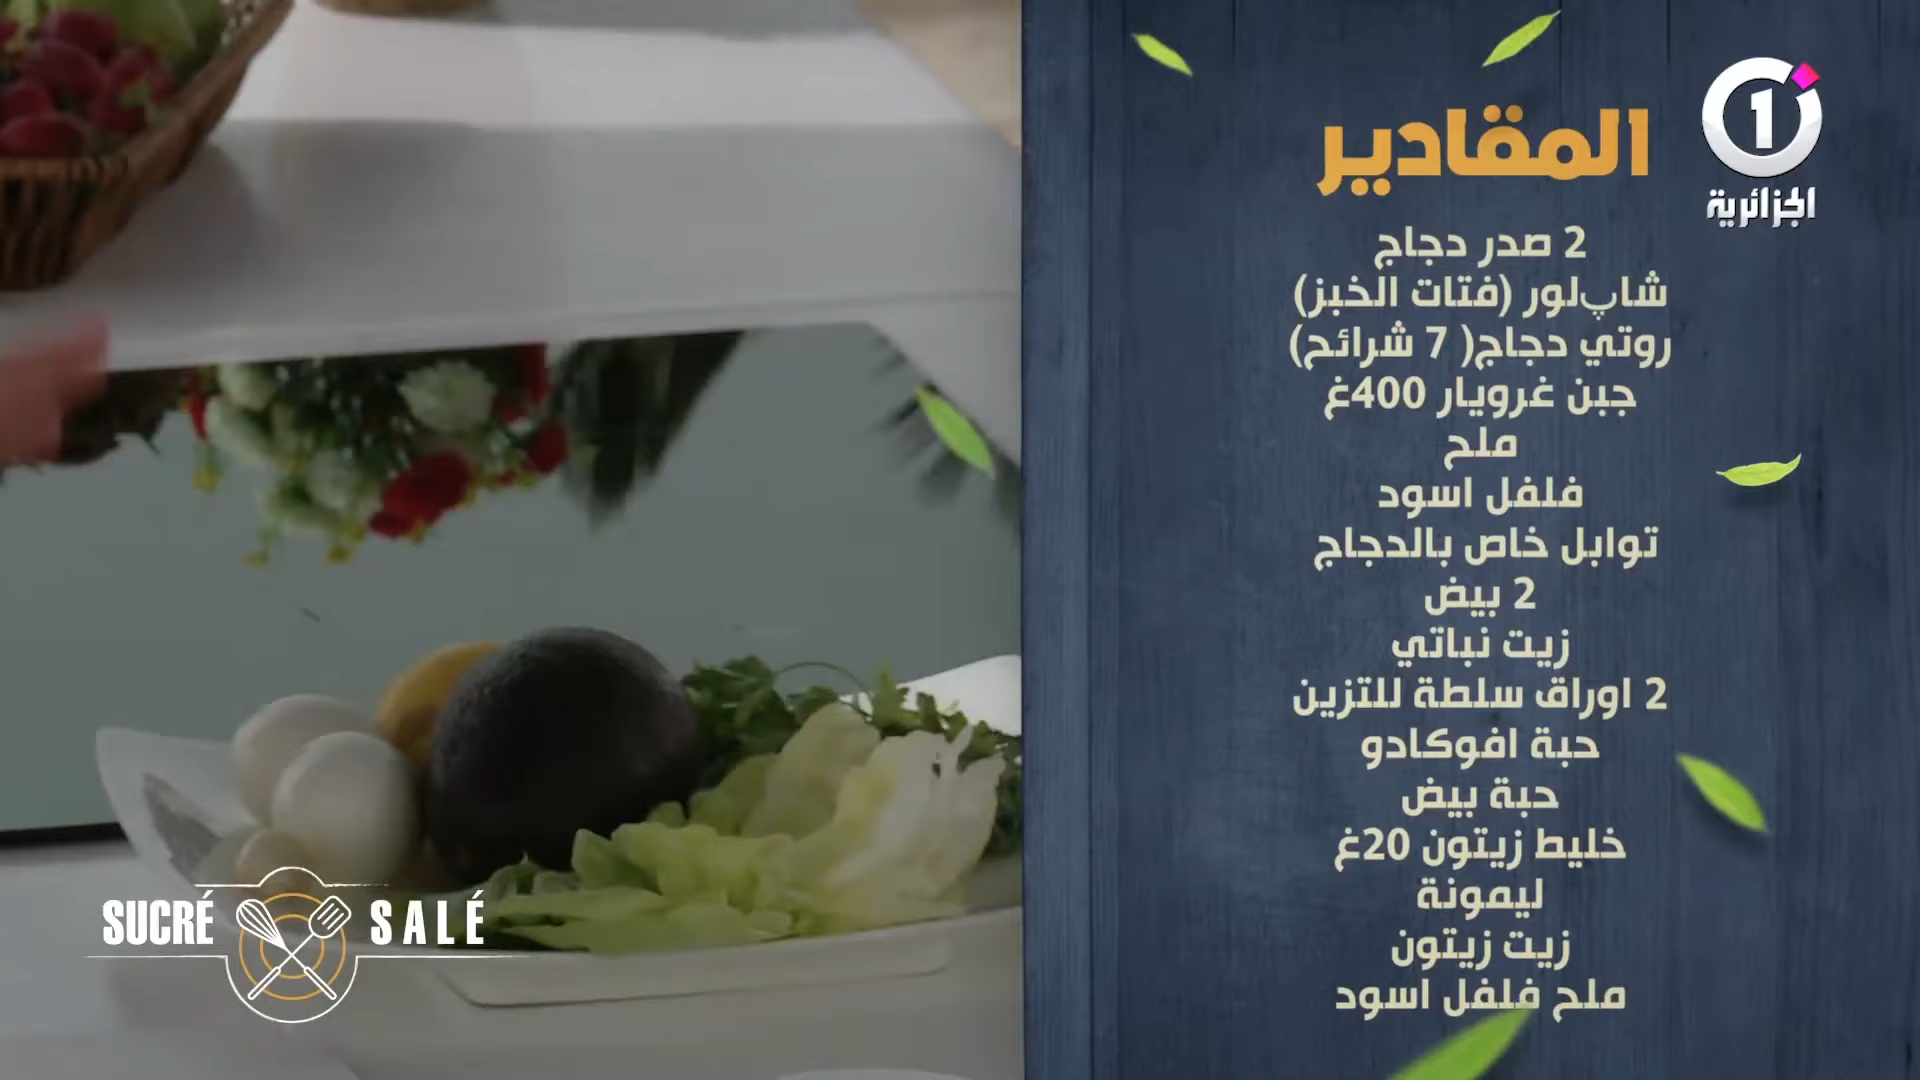 المقادير
2 صدر دجاج
شاپلور (فتات الخبز)
روتي دجاج( 7 شرائح)
جبن غرويار 400غ
ملح
فلفل اسود
توابل خاص بالدجاج
2 بيض
زيت نباتي
2 اوراق سلطة للتزين
حبة افوكادو
حبة بيض
خليط زيتون 20غ
ليمونة
زيت زيتون
ملح فلفل اسود
1
الجزائرية
SUCRÉ SALÉ